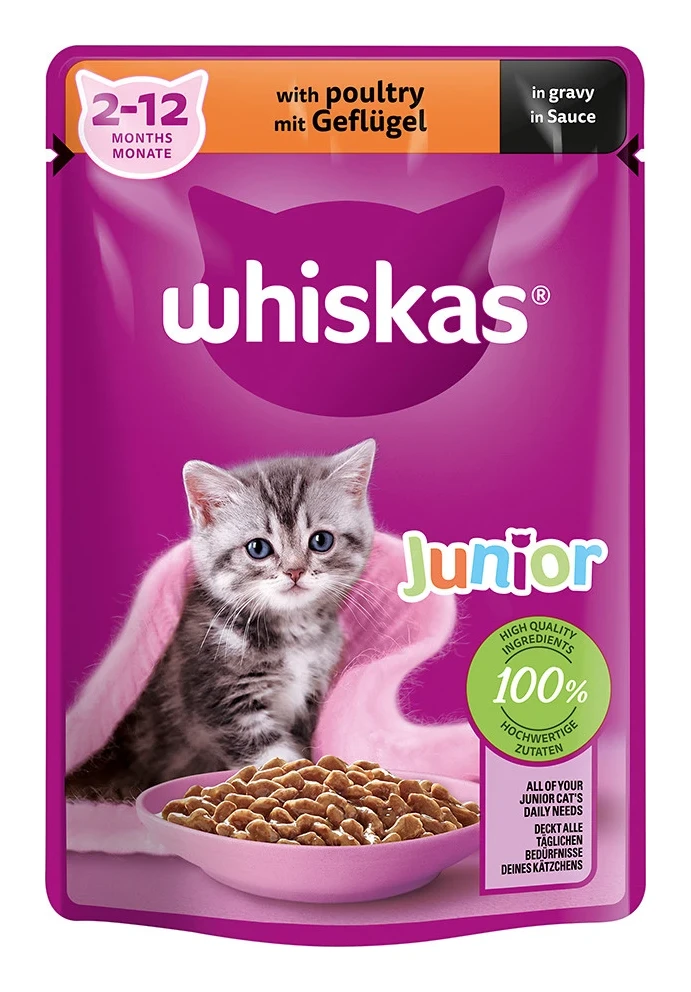 2-12
MONTHS
MONATE
with poultry
mit Geflügel
in gravy
in Sauce
whiskas®
Junior
HIGH QUALITY
INGREDIENTS
100%
HOCHWERTIGE
ZUTATEN
ALL OF YOUR
JUNIOR CAT'S
DAILY NEEDS
DECKT ALLE
TÄGLICHEN
BEDÜRFNISSE
DEINES KÄTZCHENS